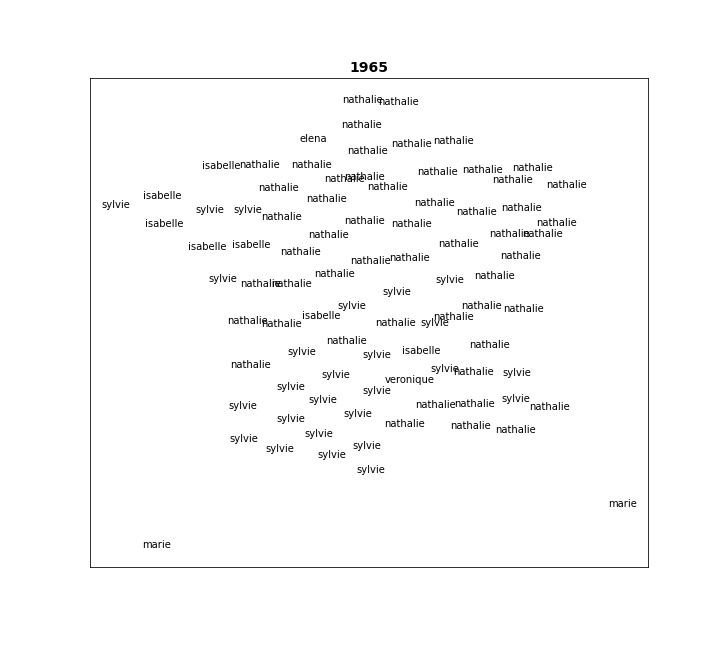 1965
nathalie nathalie
nathalie
elena
nathalie nathalie
nathalie
isabelle nathalie nathalie
nathalie nathalie nathalie
nathalie nathalie
nathalie nathalie
nathalie nathalie
isabelle nathalie
sylvie nathalie
sylvie sylvie nathalie nathalie nathalie
nathalie
isabelle nathalie nathalie nathalie
nathalie nathalie nathalie
isabelle isabelle nathalie
nathalie nathalie nathalie
nathalie
sylvie nathalie sylvie nathalie
nathalie nathalie
sylvie
sylvie nathalie nathalie
isabelle nathalie
nathalie nathalie nathalie sylvie
nathalie nathalie
sylvie sylvie isabelle
nathalie sylvie nathalie sylvie
sylvie veronique
sylvie sylvie
sylvie sylvie
sylvie nathalie nathalie nathalie
sylvie
sylvie nathalie nathalie nathalie
sylvie sylvie
sylvie sylvie
sylvie
sylvie
marie
marie